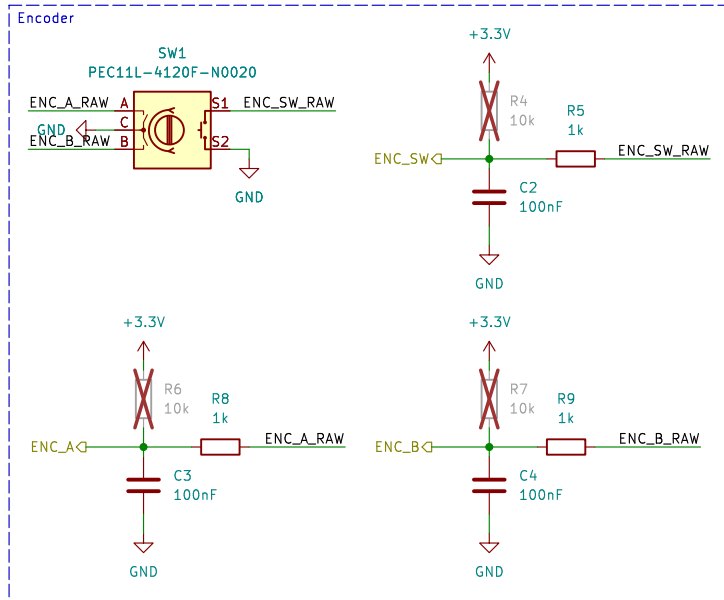 Encoder
SW1
PEC11L-4120F-N0020
ENC_A_RAW
A
S1
ENC_SW_RAW
GND
C
ENC_B_RAW
B
S2
GND
+3.3V
R4
10k
R5
1k
ENC_SW
ENC_SW_RAW
C2
100nF
GND
+3.3V
R6
10k
R8
1k
ENC_A
ENC_A_RAW
C3
100nF
GND
+3.3V
R7
10k
R9
1k
ENC_B
ENC_B_RAW
C4
100nF
GND